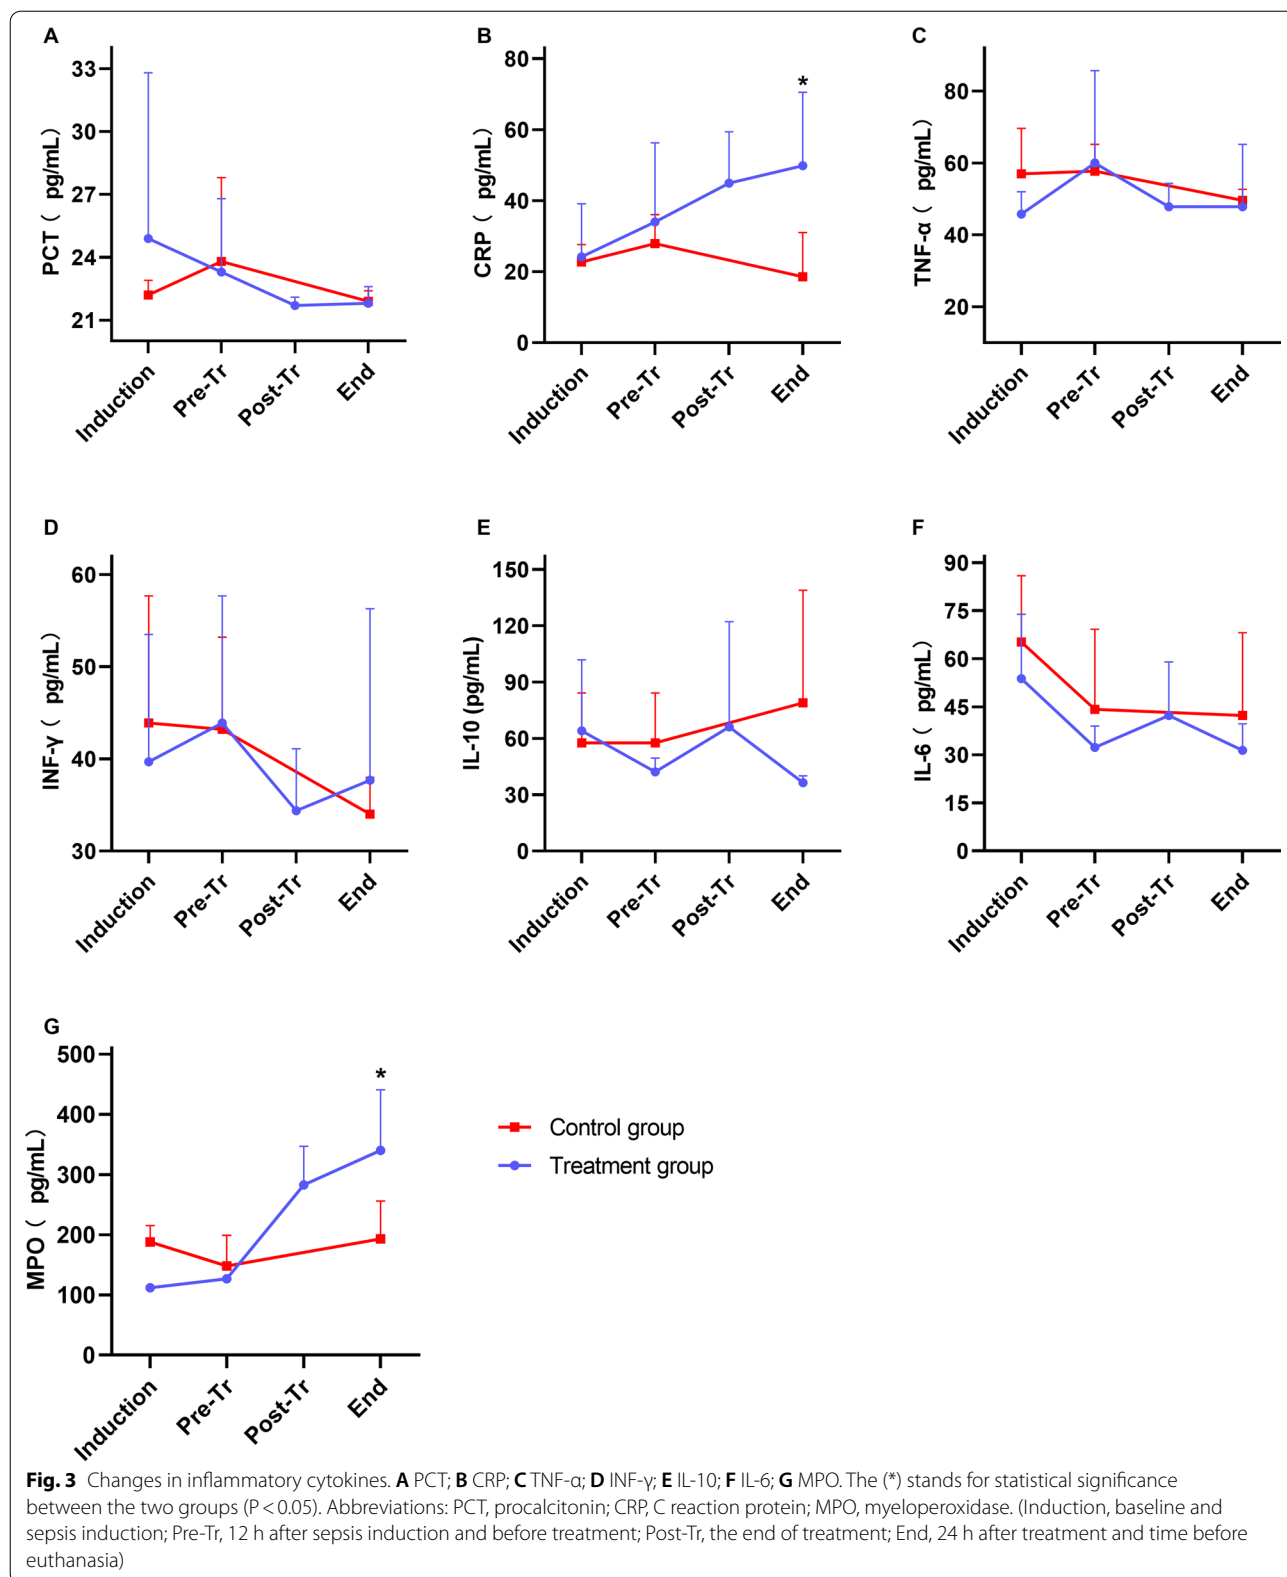 A
33
30
27
24
21
PCT（ pg/mL）
Induction
Pre-Tr
Post-Tr
End
B
80
60
40
20
0
CRP（ pg/mL）
*
Induction
Pre-Tr
Post-Tr
End
C
80
60
40
20
TNF-α（ pg/mL）
Induction
Pre-Tr
Post-Tr
End
D
60
50
40
30
INF-γ（ pg/mL）
Induction
Pre-Tr
Post-Tr
End
E
150
120
90
60
30
0
IL-10 (pg/mL)
Induction
Pre-Tr
Post-Tr
End
F
90
75
60
45
30
15
0
IL-6（ pg/mL）
Induction
Pre-Tr
Post-Tr
End
G
500
400
300
200
100
0
MPO（ pg/mL）
*
Induction
Pre-Tr
Post-Tr
End
Control group
Treatment group
Fig. 3 Changes in inflammatory cytokines. A PCT; B CRP; C TNF-α; D INF-γ; E IL-10; F IL-6; G MPO. The (*) stands for statistical significance
between the two groups (P < 0.05). Abbreviations: PCT, procalcitonin; CRP, C reaction protein; MPO, myeloperoxidase. (Induction, baseline and
sepsis induction; Pre-Tr, 12 h after sepsis induction and before treatment; Post-Tr, the end of treatment; End, 24 h after treatment and time before
euthanasia)